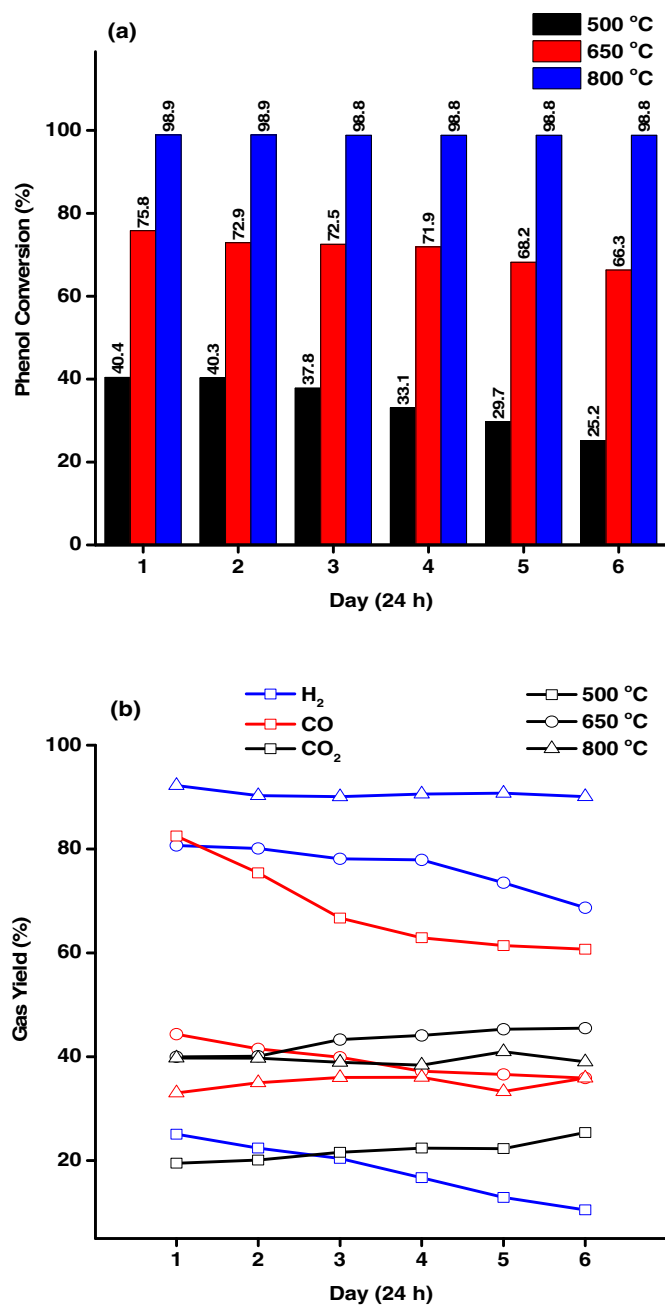 (a)
500 °C
650 °C
800 °C
Phenol Conversion (%)
100
80
60
40
20
0
40.4 75.8 98.9
40.3 72.9 98.9
37.8 72.5 98.8
33.1 71.9 98.8
29.7 68.2 98.8
25.2 66.3 98.8
1 2 3 4 5 6
Day (24 h)
(b)
H₂
CO
CO₂
500 °C
650 °C
800 °C
Gas Yield (%)
100
80
60
40
20
1 2 3 4 5 6
Day (24 h)